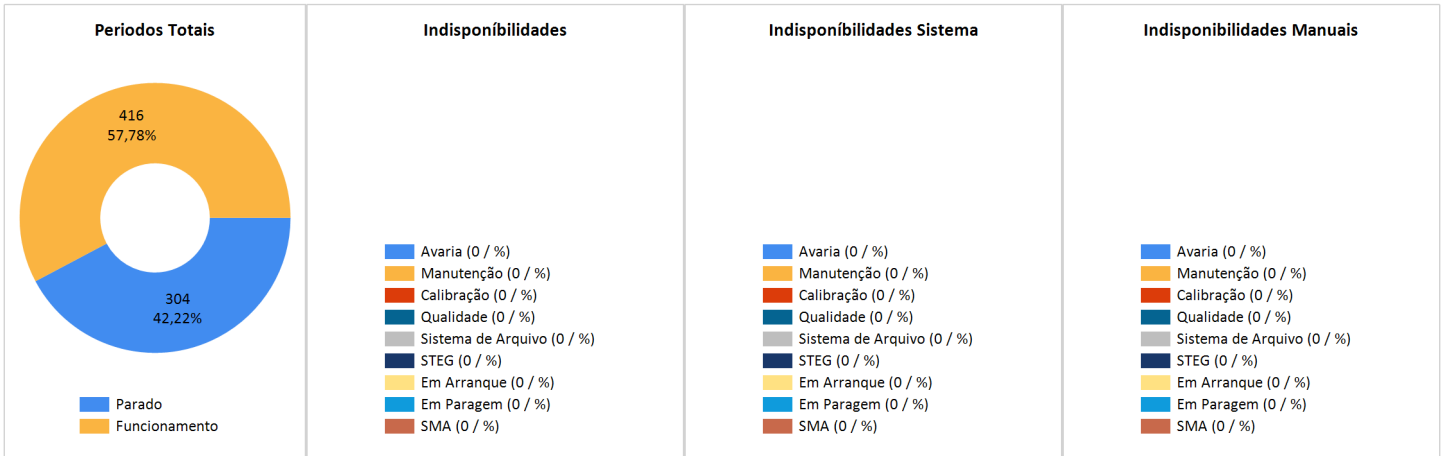 Periodos Totais
416
57,78%
304
42,22%
Parado
Funcionamento
Indisponíbilidades
Avaria (0 / %)
Manutenção (0 / %)
Calibração (0 / %)
Qualidade (0 / %)
Sistema de Arquivo (0 / %)
STEG (0 / %)
Em Arranque (0 / %)
Em Paragem (0 / %)
SMA (0 / %)
Indisponíbilidades Sistema
Avaria (0 / %)
Manutenção (0 / %)
Calibração (0 / %)
Qualidade (0 / %)
Sistema de Arquivo (0 / %)
STEG (0 / %)
Em Arranque (0 / %)
Em Paragem (0 / %)
SMA (0 / %)
Indisponíbilidades Manuais
Avaria (0 / %)
Manutenção (0 / %)
Calibração (0 / %)
Qualidade (0 / %)
Sistema de Arquivo (0 / %)
STEG (0 / %)
Em Arranque (0 / %)
Em Paragem (0 / %)
SMA (0 / %)